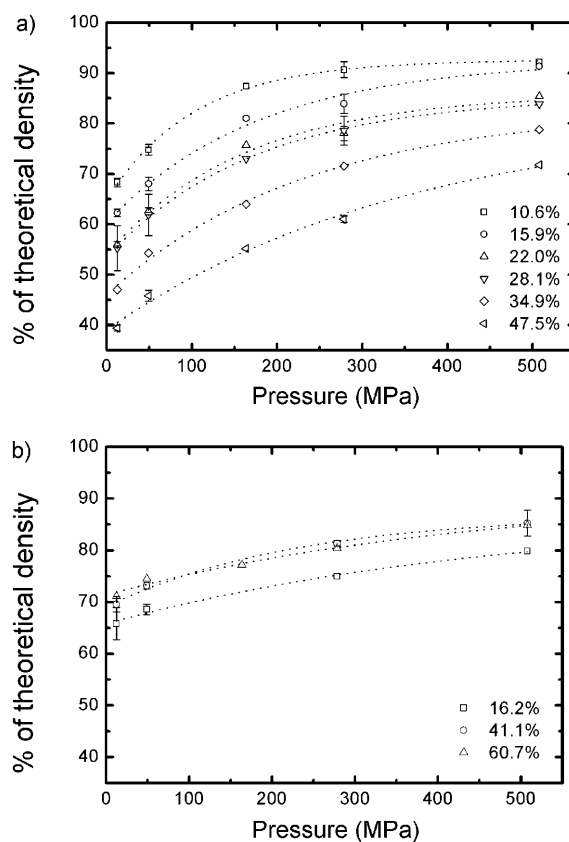 a)
100
90
80
70
60
50
40
% of theoretical density
10.6%
15.9%
22.0%
28.1%
34.9%
47.5%
0 100 200 300 400 500
Pressure (MPa)
b)
100
90
80
70
60
50
40
% of theoretical density
16.2%
41.1%
60.7%
0 100 200 300 400 500
Pressure (MPa)